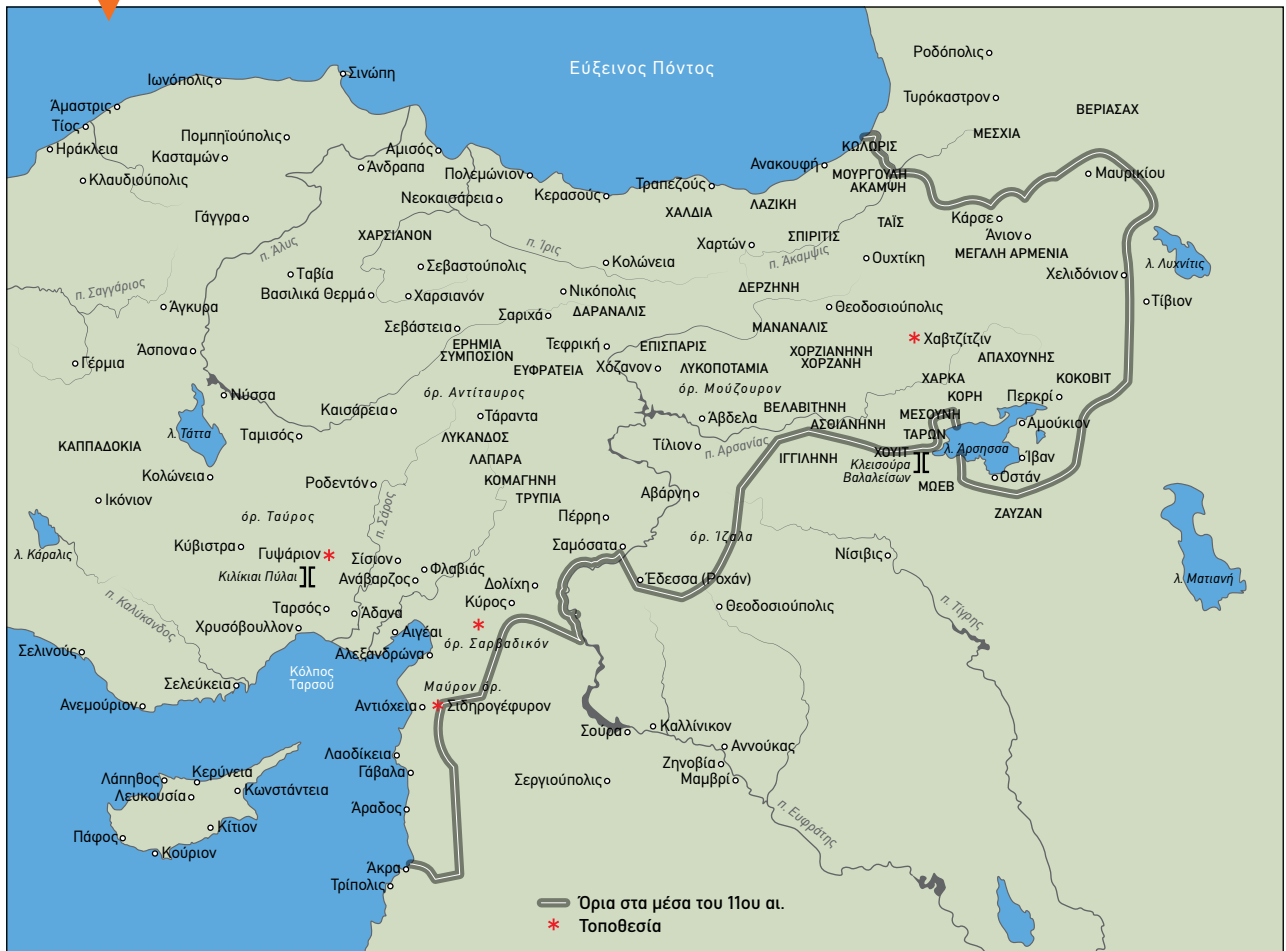 Ροδόπολις
Εύξεινος Πόντος
Σινώπη
Ιωνόπολις
Τυρόκαστρον
Άμαστρις
ΒΕΡΙΑΣΑΧ
Τίος
Πομπηϊούπολις
ΜΕΣΧΙΑ
Ηράκλεια
Κασταμών
Αμισός
ΚΩΛΩΡΙΣ
Άνδραπα
Ανακουφή
Κλαυδιούπολις
Πολεμώνιον
ΜΟΥΡΓΟΥΛΗ
Μαυρικίου
Τραπεζούς
ΑΚΑΜΨΗ
Νεοκαισάρεια
Κερασούς
ΛΑΖΙΚΗ
Γάγγρα
ΧΑΛΔΙΑ
ΤΑΪΣ
Κάρσε
ΧΑΡΣΙΑΝΟΝ
ΣΠΙΡΙΤΙΣ
Άνιον
π. Άλυς
π. Ίρις
Χαρτών
ΜΕΓΑΛΗ ΑΡΜΕΝΙΑ
π. Άκαμψις
Ουχτίκη
Σεβαστούπολις
Κολώνεια
λ. Λυχνίτις
Ταβία
Χελιδόνιον
π. Σαγγάριος
Βασιλικά Θερμά
Χαρσιανόν
Νικόπολις
ΔΕΡΖΗΝΗ
Τίβιον
Άγκυρα
Σαριχά
ΔΑΡΑΝΑΛΙΣ
Θεοδοσιούπολις
Σεβάστεια
ΜΑΝΑΝΑΛΙΣ
Χαβτζίτζιν
Άσπονα
ΕΡΗΜΙΑ
ΣΥΜΠΟΣΙΟΝ
Τεφρική
ΕΠΙΣΠΑΡΙΣ
ΧΟΡΖΙΑΝΗΝΗ
ΧΟΡΖΑΝΗ
ΑΠΑΧΟΥΝΗΣ
Γέρμια
ΕΥΦΡΑΤΕΙΑ
Χόζανον
ΛΥΚΟΠΟΤΑΜΙΑ
ΧΑΡΚΑ
ΚΟΚΟΒΙΤ
Νύσσα
όρ. Αντίταυρος
όρ. Μούζουρον
ΚΟΡΗ
Περκρί
Καισάρεια
Τάραντα
Άβδελα
ΒΕΛΑΒΙΤΗΝΗ
ΜΕΣΟΥΝΗ
Αμούκιον
λ. Τάττα
Ταμισός
ΑΣΘΙΑΝΗΝΗ
ΤΑΡΩΝ
ΚΑΠΠΑΔΟΚΙΑ
ΛΥΚΑΝΔΟΣ
Τίλιον
π. Αρσανίας
ΧΟΥΙΤ
λ. Άρσησσα
Ίβαν
ΛΑΠΑΡΑ
ΙΓΓΙΛΗΝΗ
Κλεισούρα
Βαλαλείσων
Κολώνεια
Ροδεντόν
ΚΟΜΑΓΗΝΗ
ΜΩΕΒ
Οστάν
Ικόνιον
ΤΡΥΠΙΑ
Αβάρνη
ΖΑΥΖΑΝ
όρ. Ταύρος
π. Σάρος
Πέρρη
λ. Κάραλις
Κύβιστρα
Γυψάριον
Σαμόσατα
όρ. Ίζαλα
Νίσιβις
Σίσιον
Κιλίκιαι Πύλαι
Ανάβαρζος
Φλαβιάς
Δολίχη
Έδεσσα (Ροχάν)
λ. Ματιανή
π. Καλύκανδος
Ταρσός
Άδανα
Κύρος
Θεοδοσιούπολις
π. Τίγρης
Χρυσόβουλλον
Αιγέαι
όρ. Σαρβαδικόν
Σελινούς
Αλεξανδρώνα
Κόλπος
Ταρσού
Σελεύκεια
Μαύρον όρ.
Ανεμούριον
Αντιόχεια
Σιδηρογέφυρον
Σούρα
Καλλίνικον
Αννούκας
Λαοδίκεια
Ζηνοβία
Κερύνεια
Γάβαλα
Λάπηθος
Σεργιούπολις
Μαμβρί
Κωνστάντεια
Λευκουσία
Άραδος
π. Ευφράτης
Κίτιον
Πάφος
Κούριον
Άκρα
Τρίπολις
Όρια στα μέσα του 11ου αι.
Τοποθεσία